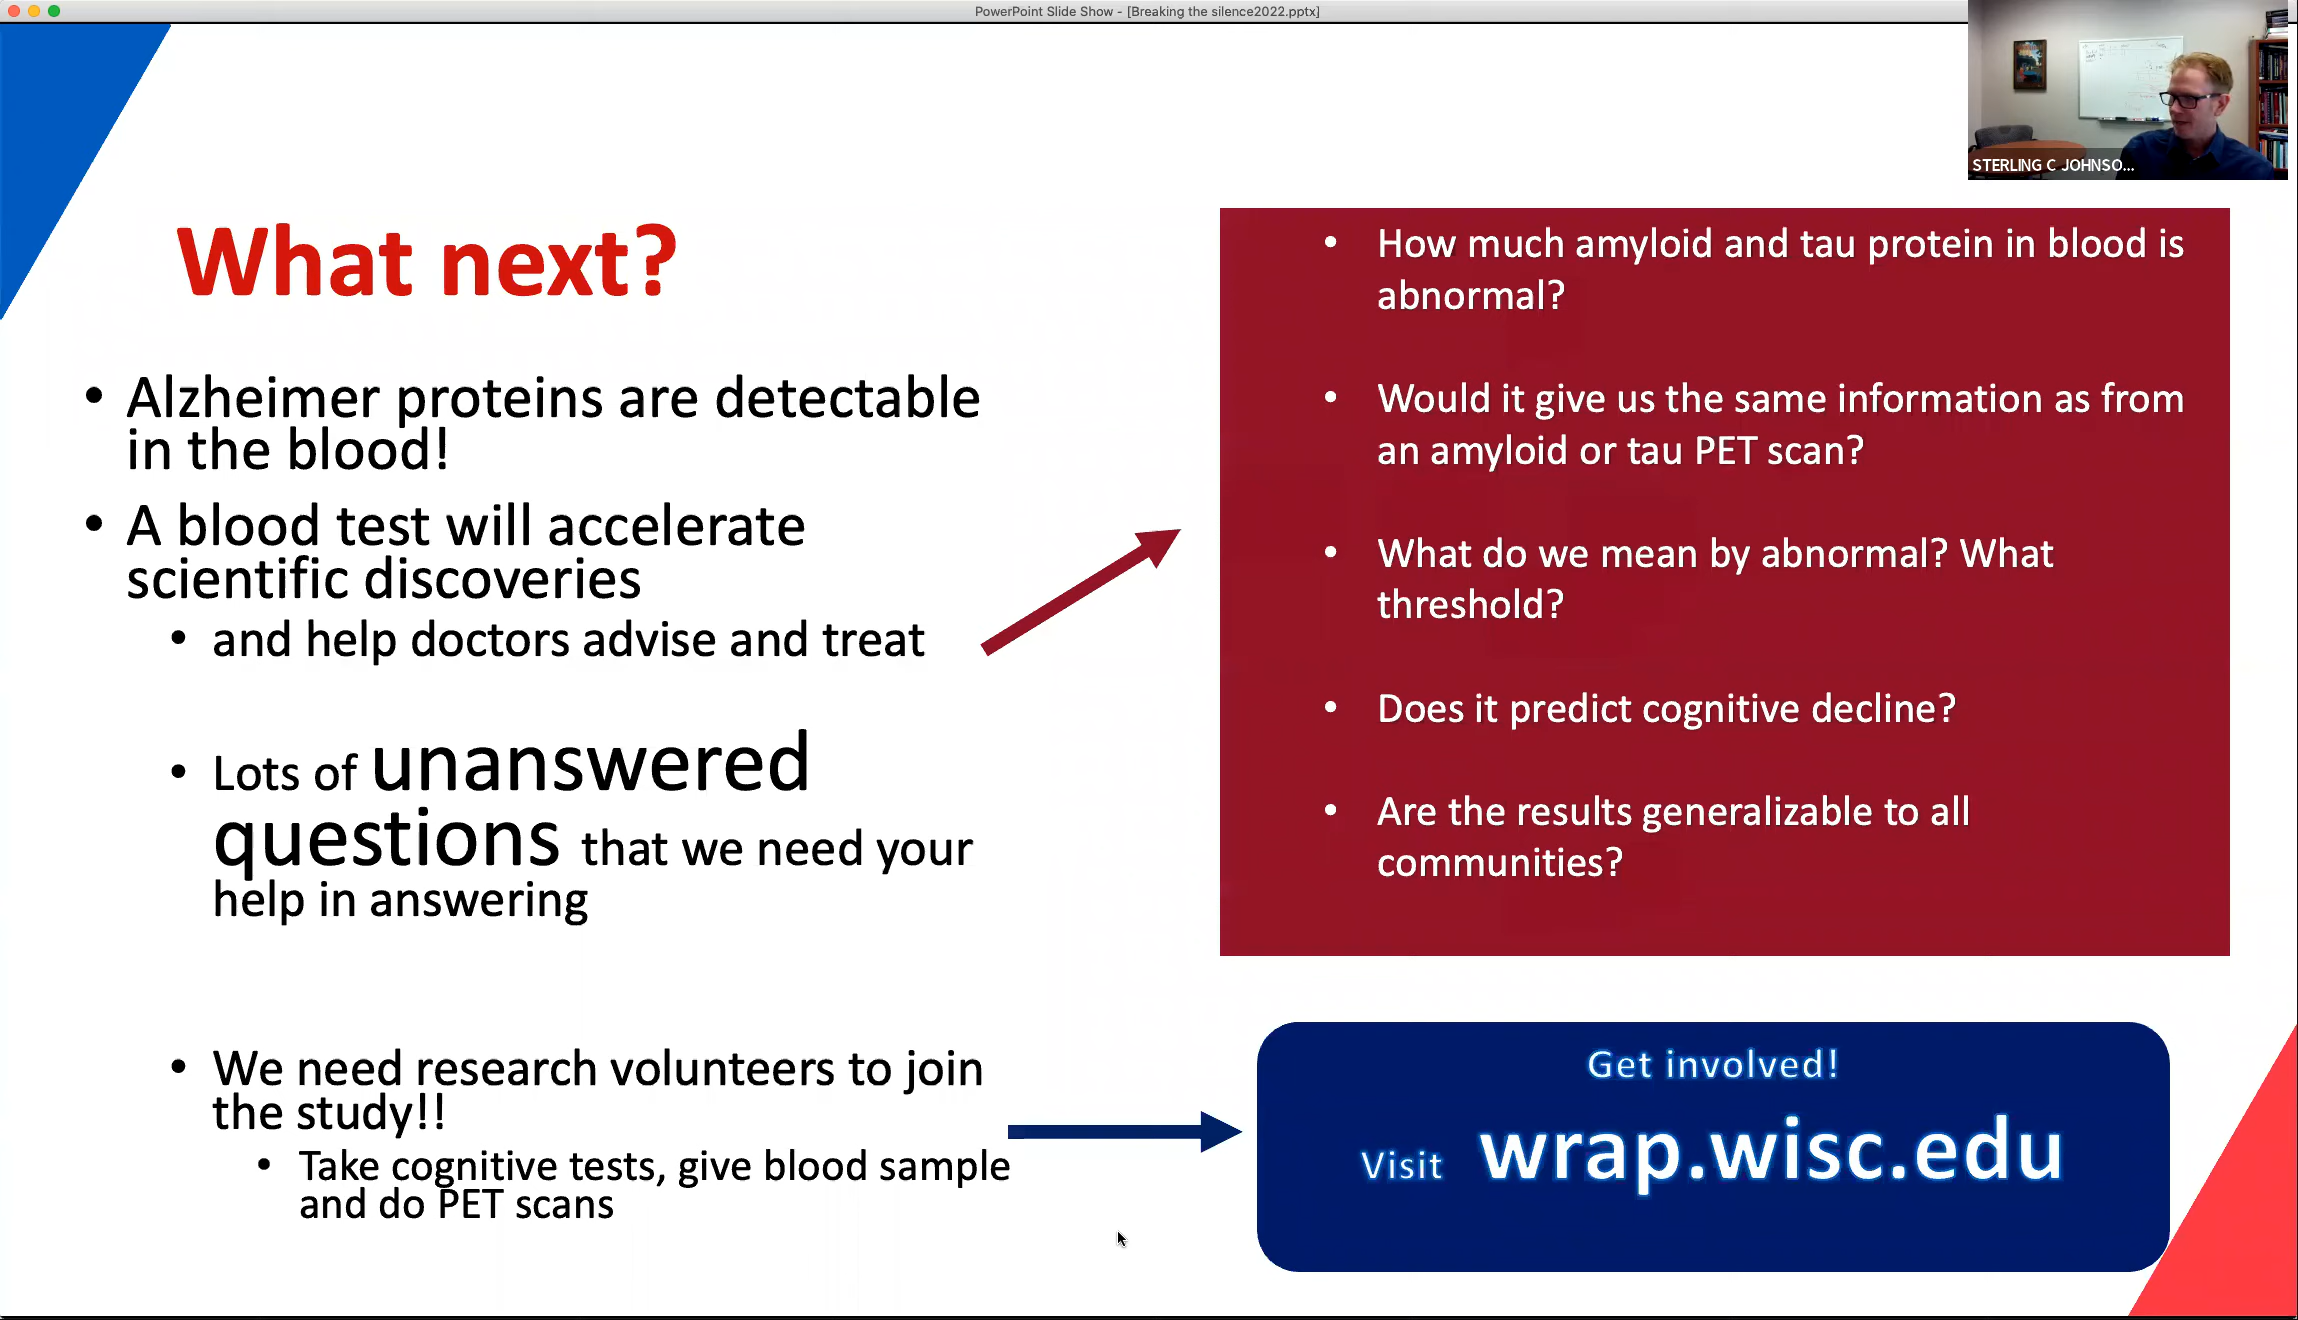 PowerPoint Slide Show - [Breaking the silence2022.pptx]
STERLING C JOHNSO...
What next?
• Alzheimer proteins are detectable
in the blood!
• A blood test will accelerate
scientific discoveries
• and help doctors advise and treat
• Lots of unanswered
questions that we need your
help in answering
• We need research volunteers to join
the study!!
• Take cognitive tests, give blood sample
and do PET scans
• How much amyloid and tau protein in blood is
abnormal?
• Would it give us the same information as from
an amyloid or tau PET scan?
• What do we mean by abnormal? What
threshold?
• Does it predict cognitive decline?
• Are the results generalizable to all
communities?
Get involved!
Visit wrap.wisc.edu